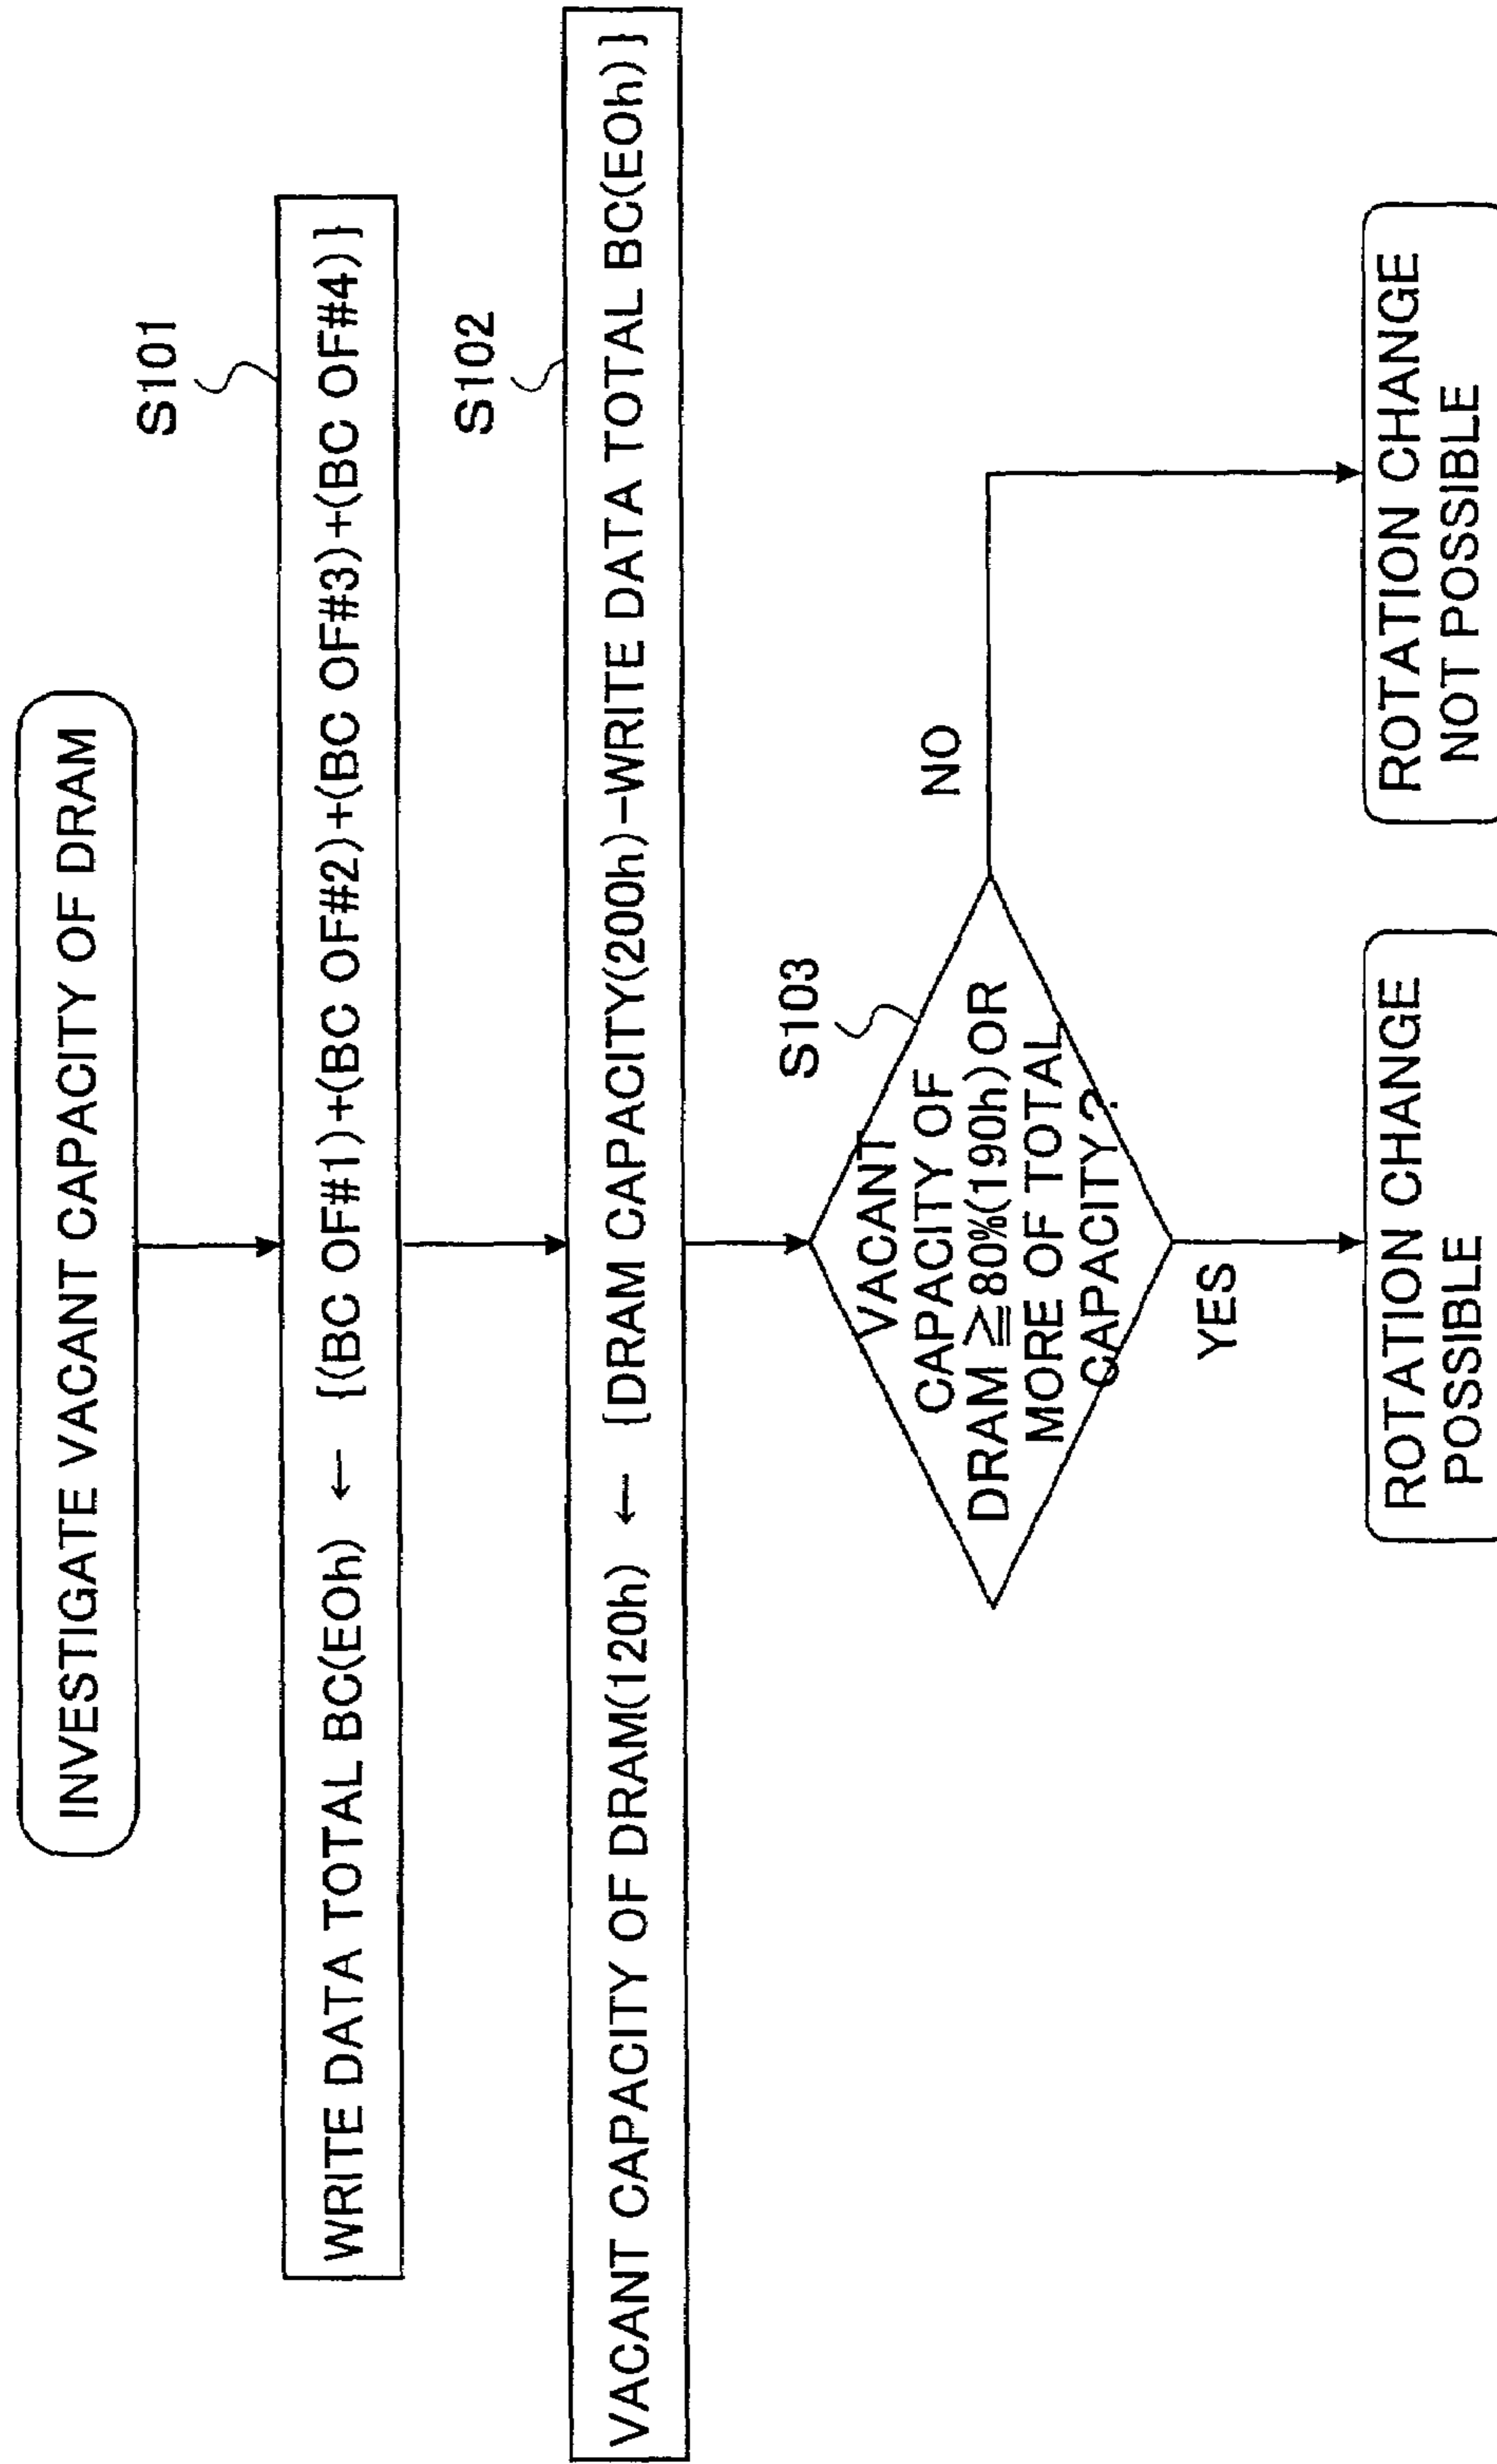 INVESTIGATE VACANT CAPACITY OF DRAM
S101
WRITE DATA TOTAL BC(EOh) ← {(BC OF#1)+(BC OF#2)+(BC OF#3)+(BC OF#4)}
S102
VACANT CAPACITY OF DRAM(120h) ← {DRAM CAPACITY(200h)-WRITE DATA TOTAL BC(EOh)}
S103
VACANT
CAPACITY OF
DRAM ≧80%(190h) OR
MORE OF TOTAL
CAPACITY?
NO
YES
ROTATION CHANGE
POSSIBLE
ROTATION CHANGE
NOT POSSIBLE